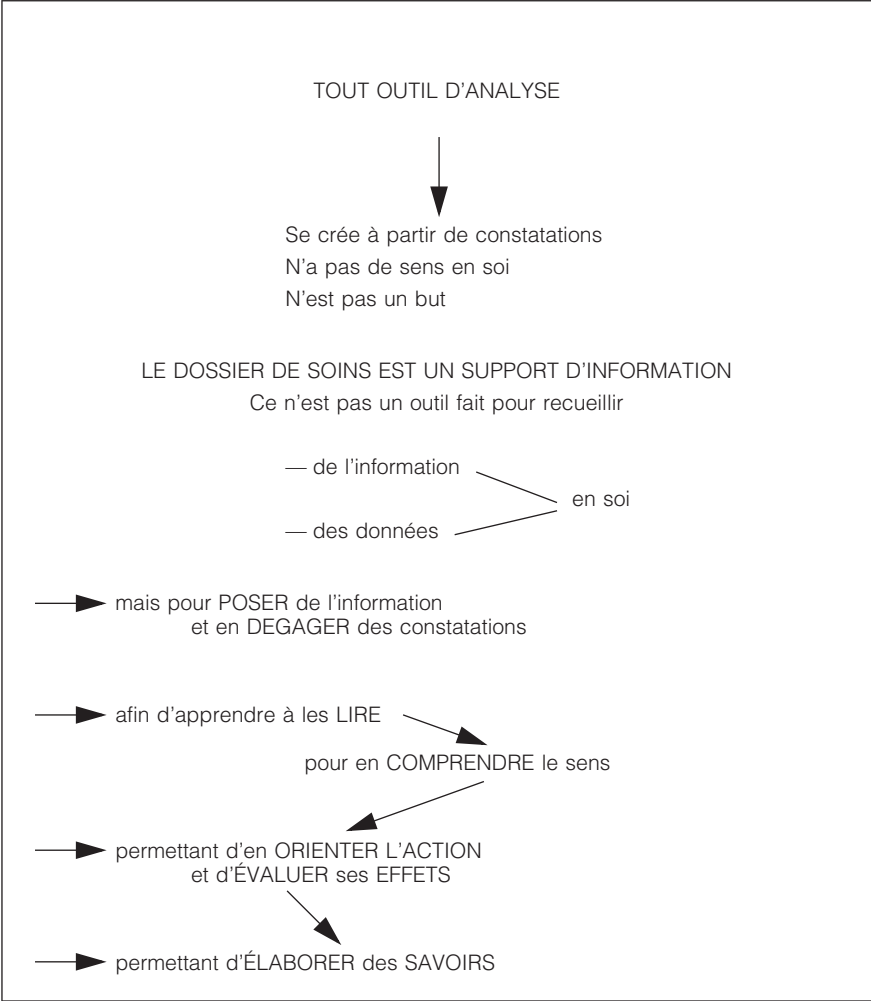 TOUT OUTIL D'ANALYSE
Se crée à partir de constatations
N'a pas de sens en soi
N'est pas un but
LE DOSSIER DE SOINS EST UN SUPPORT D'INFORMATION
Ce n'est pas un outil fait pour recueillir
— de l'information
en soi
— des données
mais pour POSER de l'information
et en DEGAGER des constatations
afin d'apprendre à les LIRE
pour en COMPRENDRE le sens
permettant d'en ORIENTER L'ACTION
et d'ÉVALUER ses EFFETS
permettant d'ÉLABORER des SAVOIRS